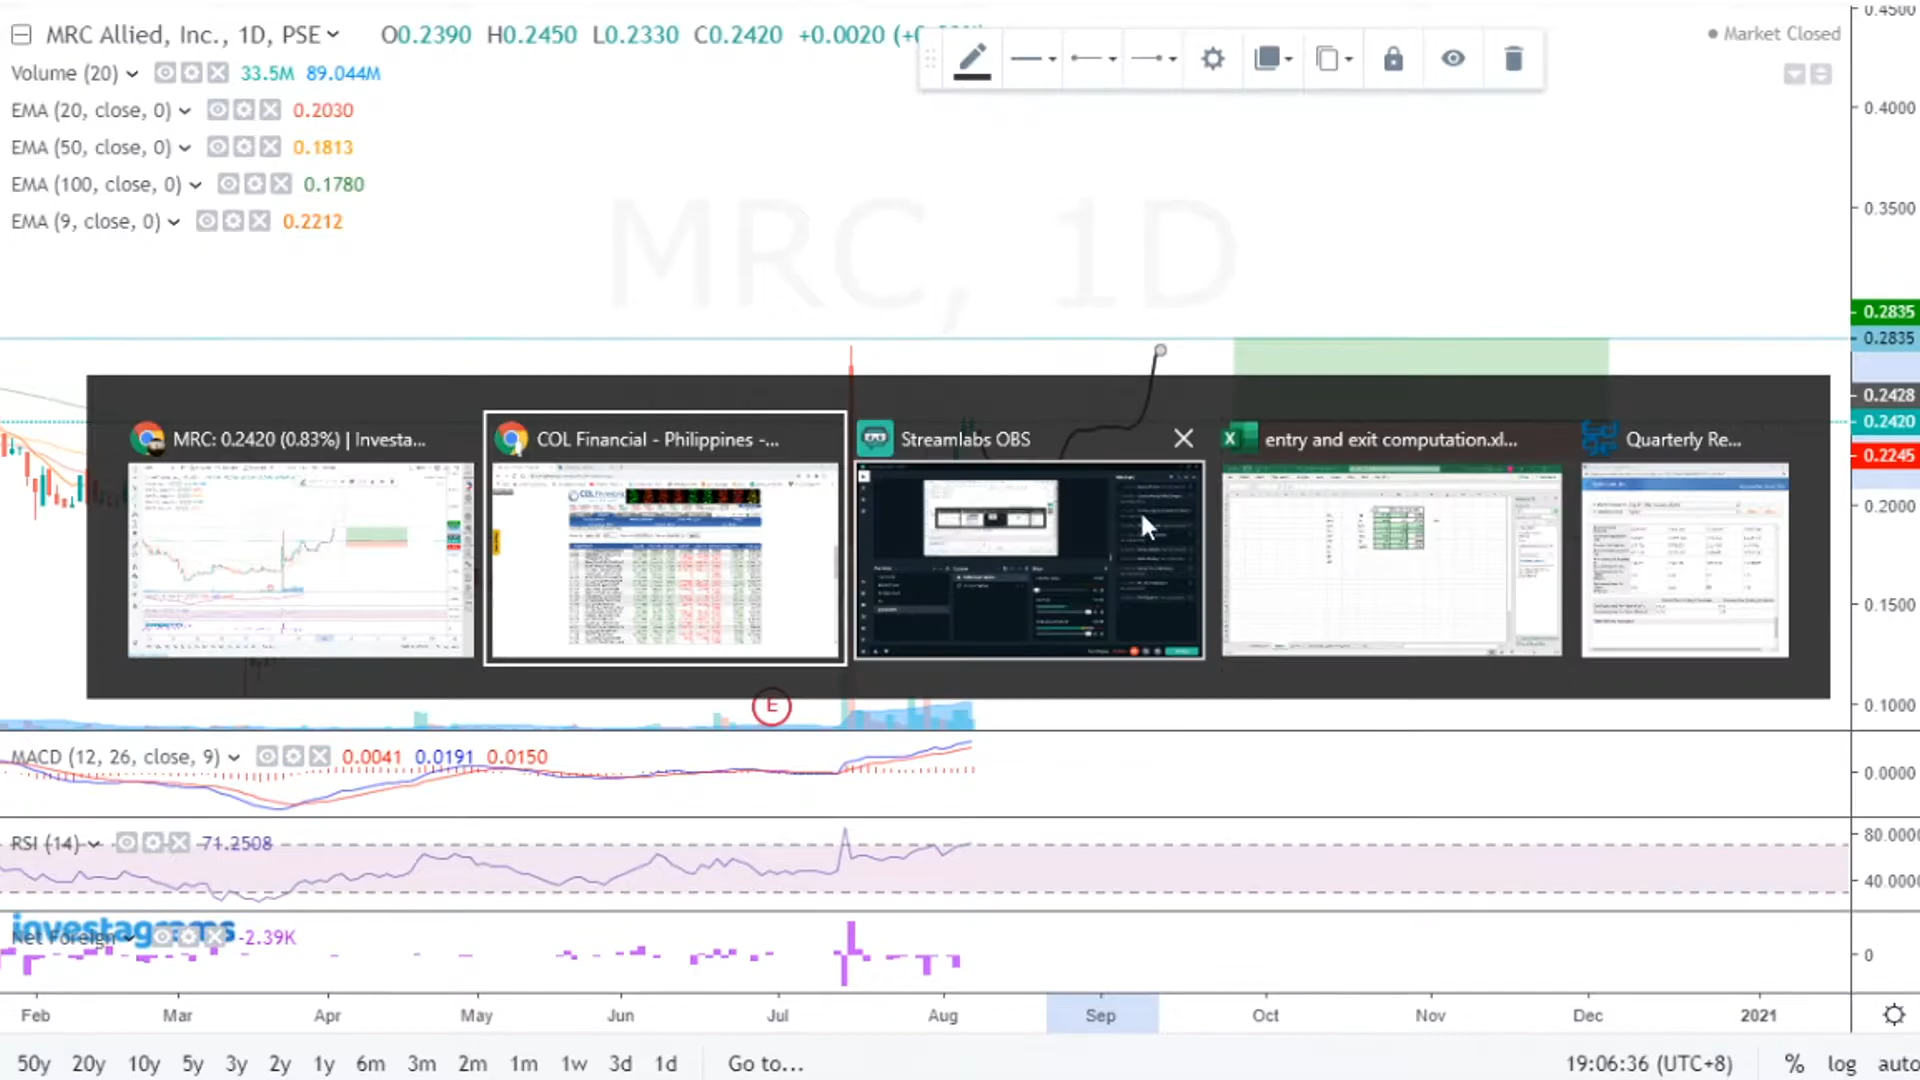 MRC Allied, Inc., 1D, PSE O0.2390 H0.2450 L0.2330 C0.2420 +0.0020
Market Closed
Volume (20) 33.5M 89.044M
EMA (20, close, 0) 0.2030
EMA (50, close, 0) 0.1813
EMA (100, close, 0) 0.1780
EMA (9, close, 0) 0.2212
MRC, 1D
0.4500
0.4000
0.3500
0.2835
0.2835
0.2428
0.2420
0.2245
0.2000
0.1500
0.1000
MRC: 0.2420 (0.83%) | Investa...
COL Financial - Philippines -...
Streamlabs OBS
entry and exit computation.xl...
Quarterly Re...
E
MACD (12, 26, close, 9) 0.0041 0.0191 0.0150
0.0000
RSI (14) 71.2508
80.0000
40.0000
investagrams
Net Foreign -2.39K
0
Feb Mar Apr May Jun Jul Aug Sep Oct Nov Dec 2021
50y 20y 10y 5y 3y 2y 1y 6m 3m 2m 1m 1w 3d 1d Go to... 19:06:36 (UTC+8) % log auto